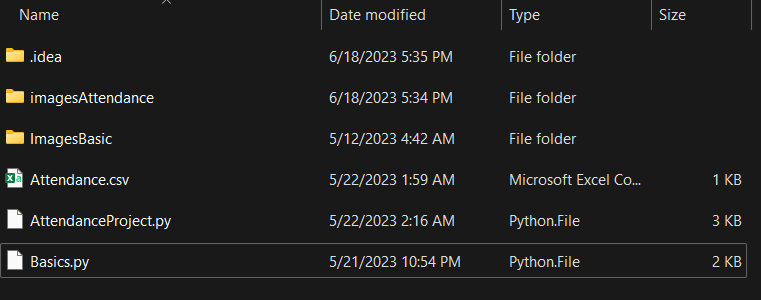 Name Date modified Type Size
.idea 6/18/2023 5:35 PM File folder
imagesAttendance 6/18/2023 5:34 PM File folder
ImagesBasic 5/12/2023 4:42 AM File folder
Attendance.csv 5/22/2023 1:59 AM Microsoft Excel Co... 1 KB
AttendanceProject.py 5/22/2023 2:16 AM Python.File 3 KB
Basics.py 5/21/2023 10:54 PM Python.File 2 KB